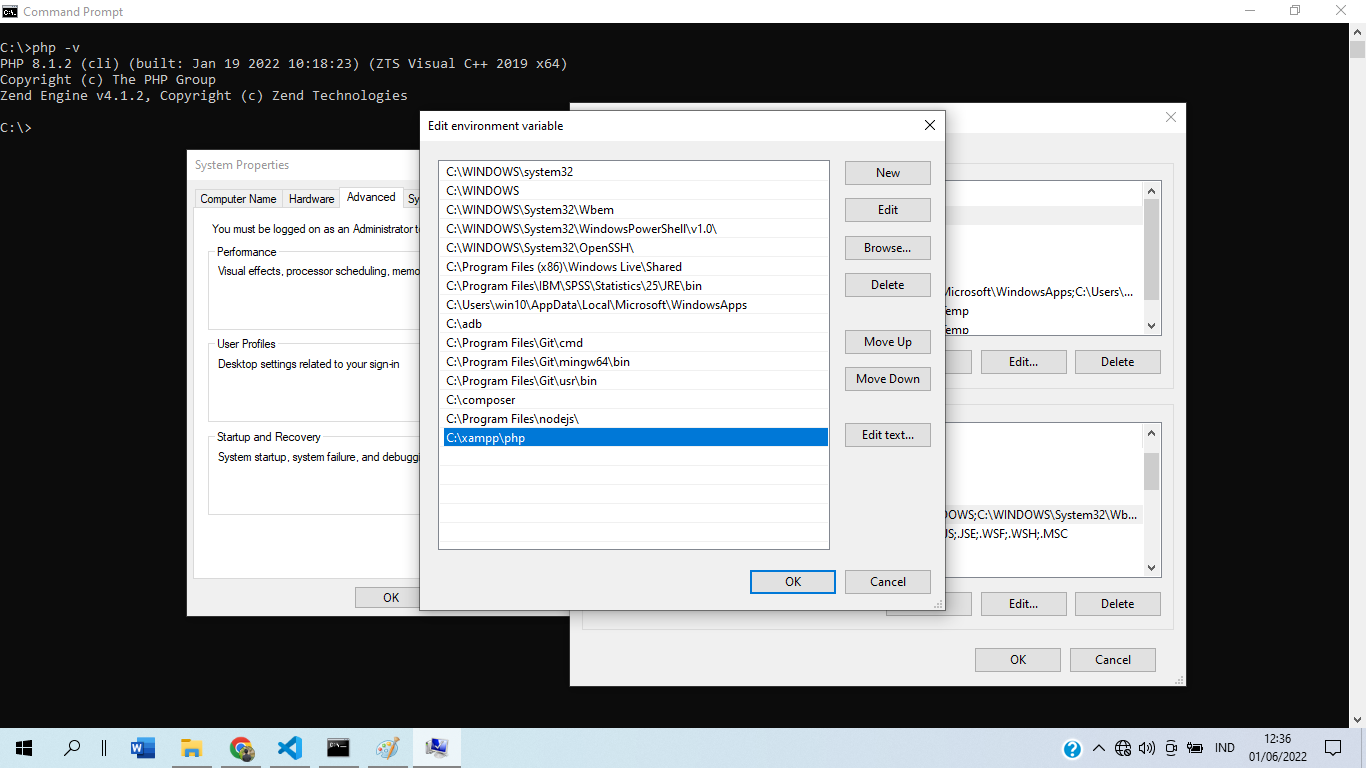 Command Prompt
C:\>php -v
PHP 8.1.2 (cli) (built: Jan 19 2022 10:18:23) (ZTS Visual C++ 2019 x64)
Copyright (c) The PHP Group
Zend Engine v4.1.2, Copyright (c) Zend Technologies
C:\>
System Properties
Computer Name
Hardware
Advanced
Sy
You must be logged on as an Administrator t
Performance
Visual effects, processor scheduling, memo
User Profiles
Desktop settings related to your sign-in
Startup and Recovery
System startup, system failure, and debuggi
OK
Edit environment variable
C:\WINDOWS\system32
C:\WINDOWS
C:\WINDOWS\System32\Wbem
C:\WINDOWS\System32\WindowsPowerShell\v1.0\
C:\WINDOWS\System32\OpenSSH\
C:\Program Files (x86)\Windows Live\Shared
C:\Program Files\IBM\SPSS\Statistics\25\JRE\bin
C:\Users\win10\AppData\Local\Microsoft\WindowsApps
C:\adb
C:\Program Files\Git\cmd
C:\Program Files\Git\mingw64\bin
C:\Program Files\Git\usr\bin
C:\composer
C:\Program Files\nodejs\
C:\xampp\php
New
Edit
Browse...
Delete
Move Up
Move Down
Edit text...
OK
Cancel
Microsoft\WindowsApps;C:\Users\...
emp
emp
Edit...
Delete
OWS;C:\WINDOWS\System32\Wb...
JS;.JSE;.WSF;.WSH;.MSC
Edit...
Delete
OK
Cancel
IND
12:36
01/06/2022